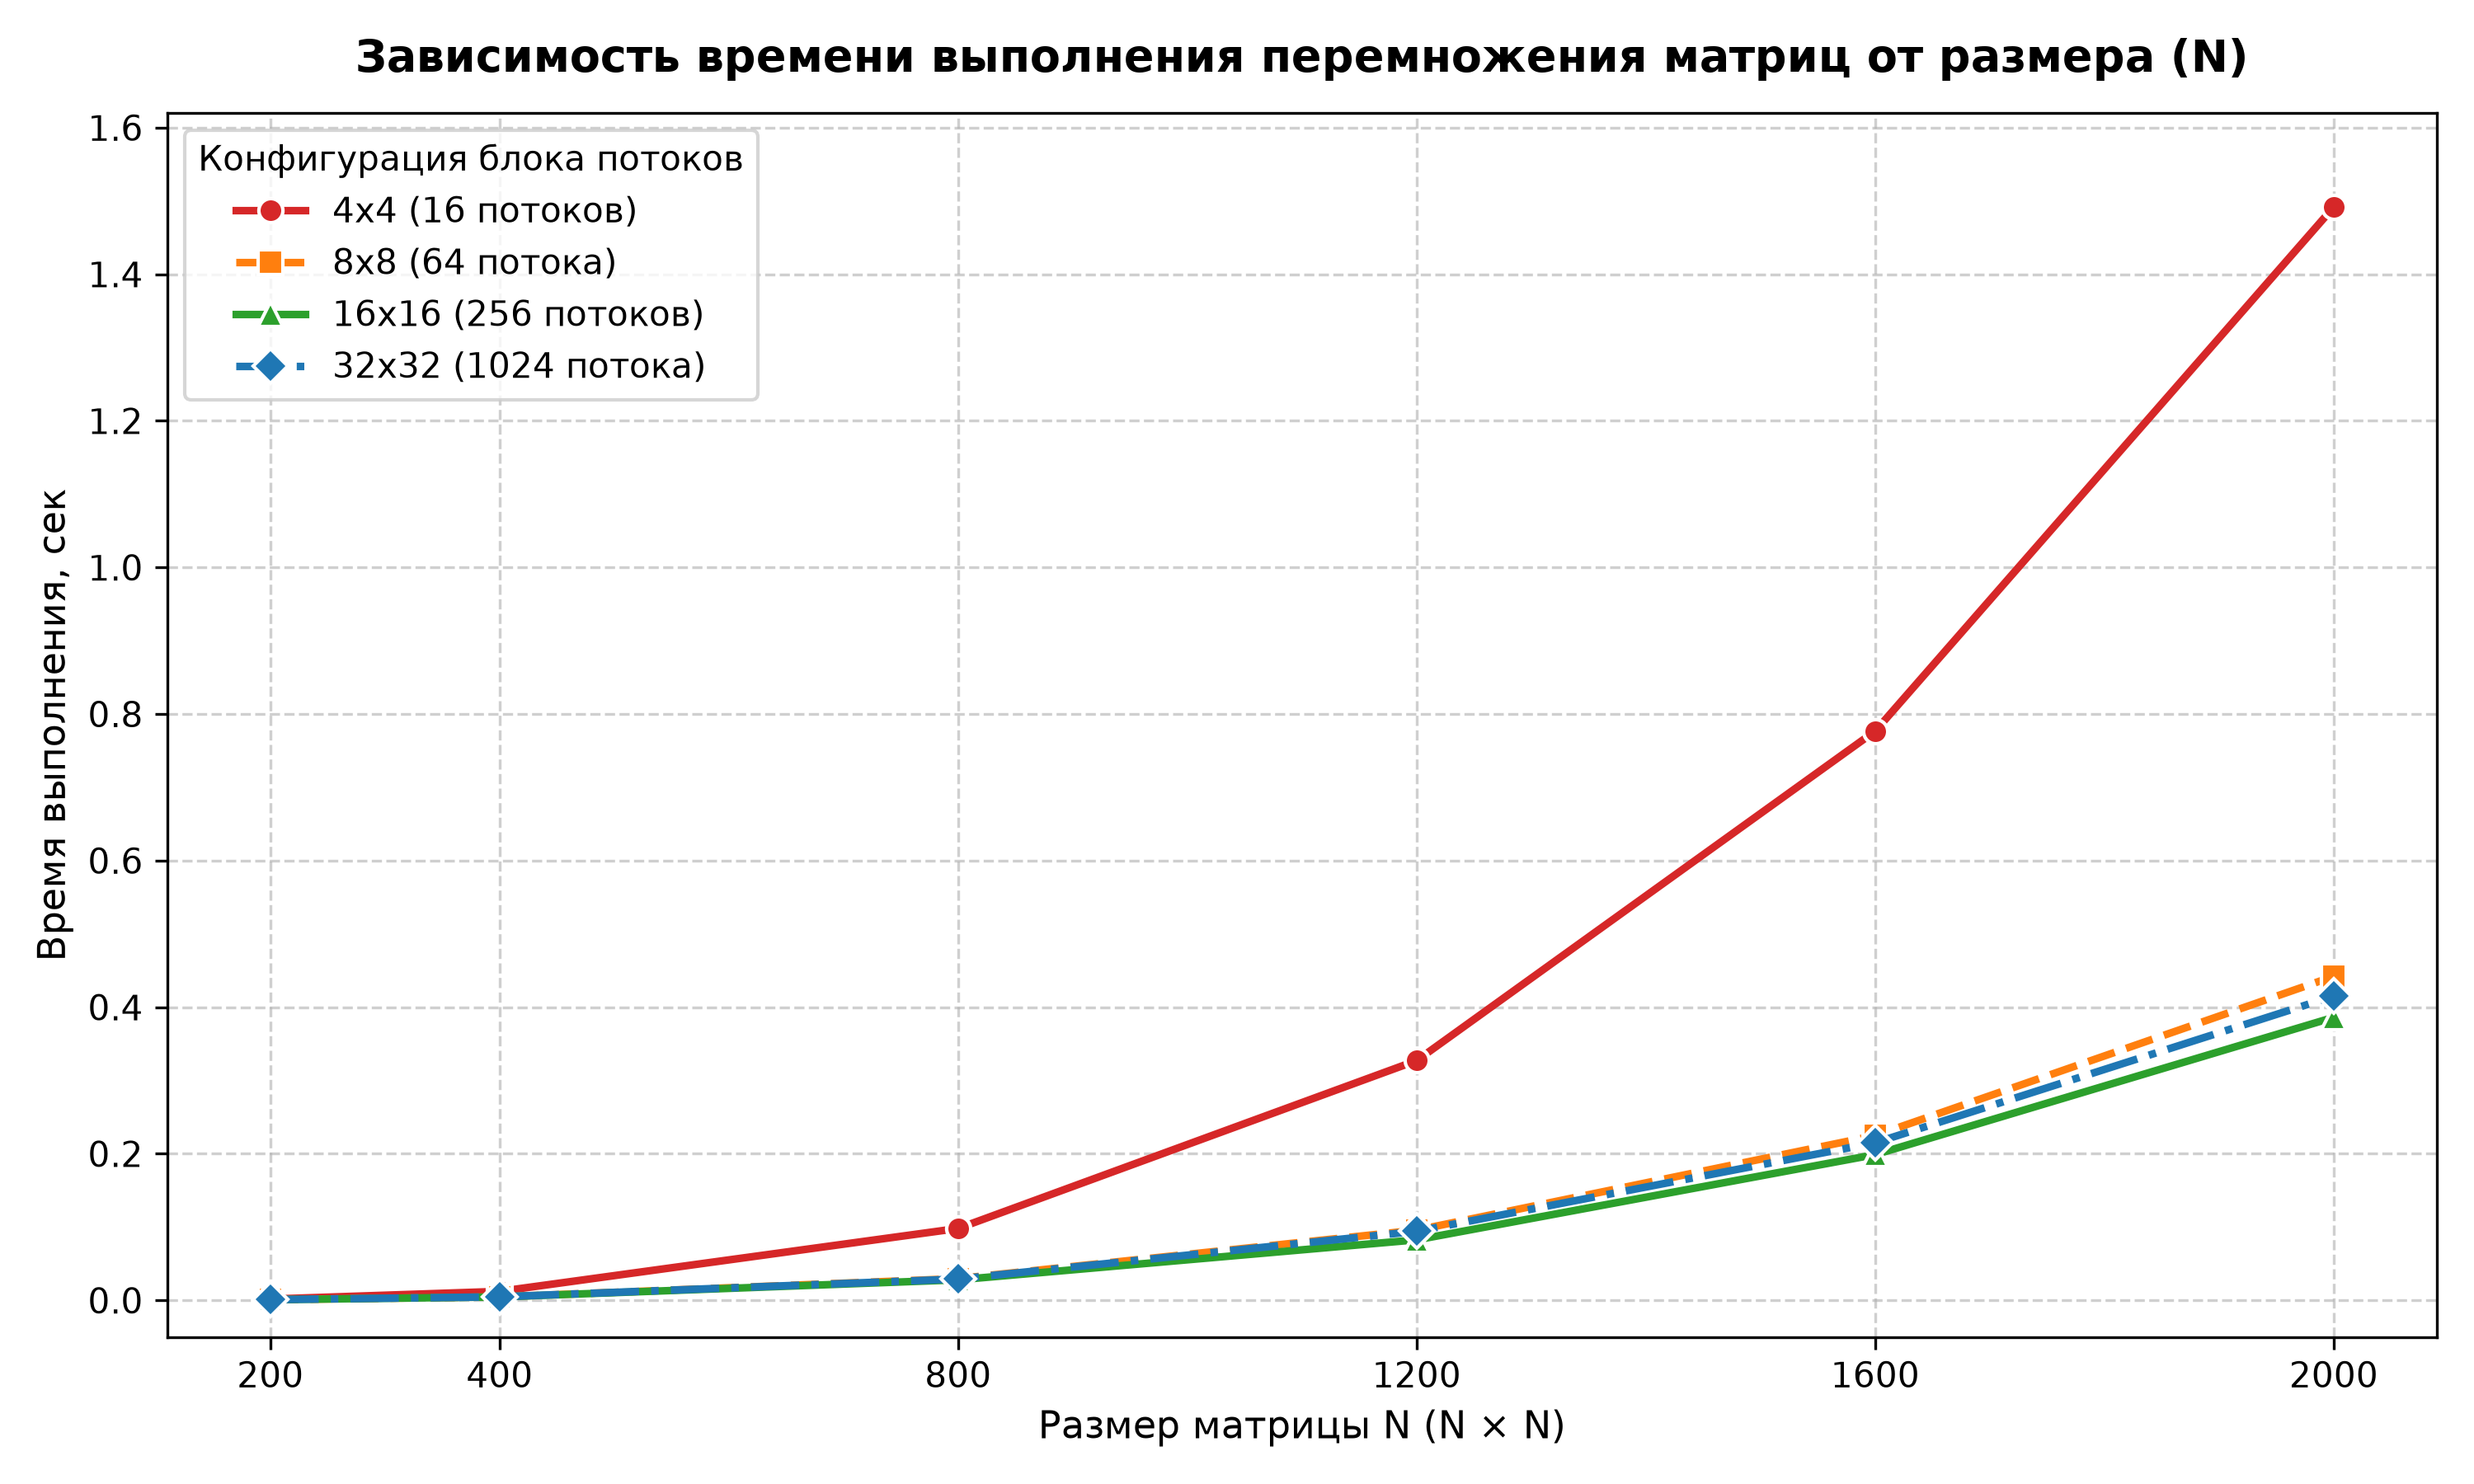 Зависимость времени выполнения перемножения матриц от размера (N)
Конфигурация блока потоков
4x4 (16 потоков)
8x8 (64 потока)
16x16 (256 потоков)
32x32 (1024 потока)
Время выполнения, сек
1.6
1.4
1.2
1.0
0.8
0.6
0.4
0.2
0.0
200 400 800 1200 1600 2000
Размер матрицы N (N × N)